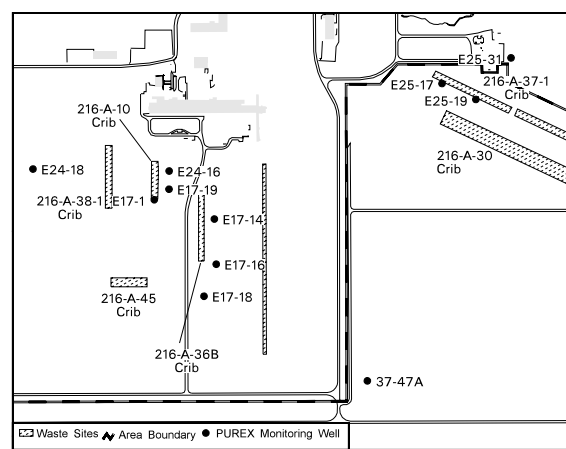 E25-31
216-A-37-1
Crib
E25-17
E25-19
216-A-10
Crib
216-A-30
Crib
E24-18
E24-16
E17-19
216-A-38-1
Crib
E17-1
E17-14
E17-16
216-A-45
Crib
E17-18
216-A-36B
Crib
37-47A
Waste Sites Area Boundary PUREX Monitoring Well